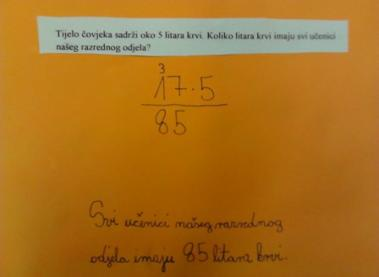 Tijelo čovjeka sadrži oko 5 litara krvi. Koliko litara krvi imaju svi učenici
našeg razrednog odjela?
3
17·5
85
Svi učenici našeg razrednog
odjela imaju 85 litara krvi.